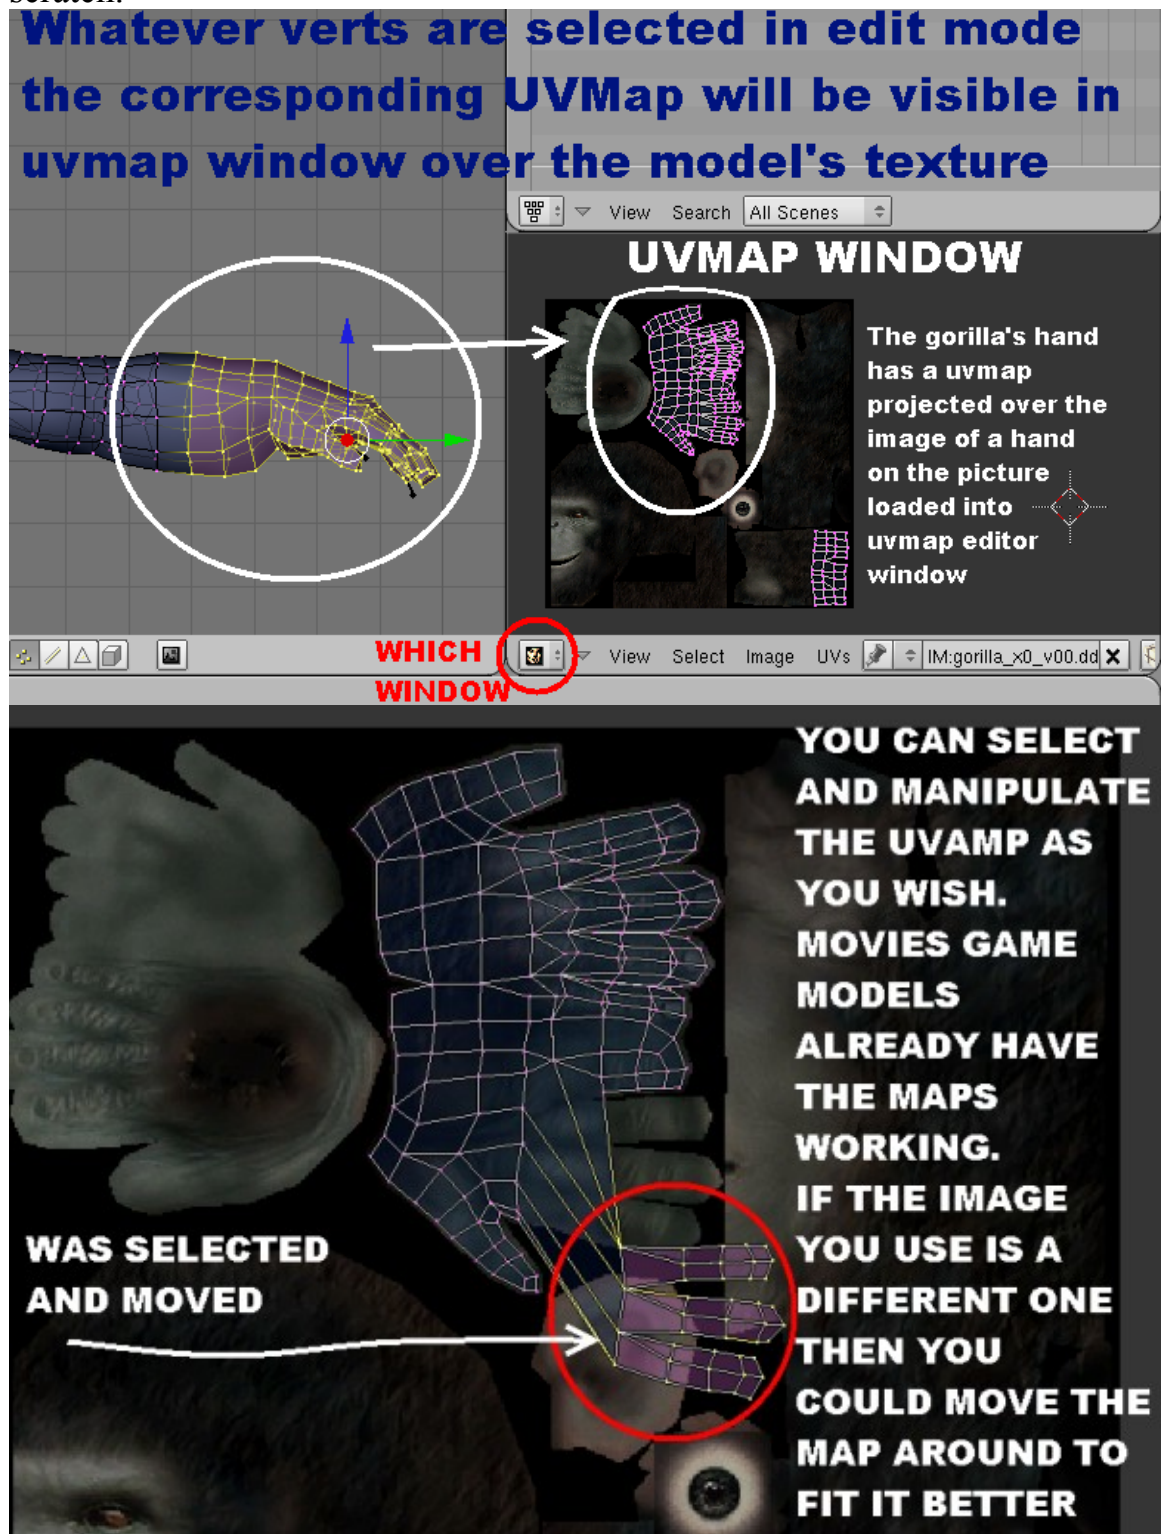 scratch.
Whatever verts are selected in edit mode
the corresponding UVMap will be visible in
uvmap window over the model's texture
View Search All Scenes
UVMAP WINDOW
The gorilla's hand
has a uvmap
projected over the
image of a hand
on the picture
loaded into
uvmap editor
window
WHICH
WINDOW
View Select Image UVs IM:gorilla_x0_v00.dd
YOU CAN SELECT
AND MANIPULATE
THE UVAMP AS
YOU WISH.
MOVIES GAME
MODELS
ALREADY HAVE
THE MAPS
WORKING.
IF THE IMAGE
YOU USE IS A
DIFFERENT ONE
THEN YOU
COULD MOVE THE
MAP AROUND TO
FIT IT BETTER
WAS SELECTED
AND MOVED